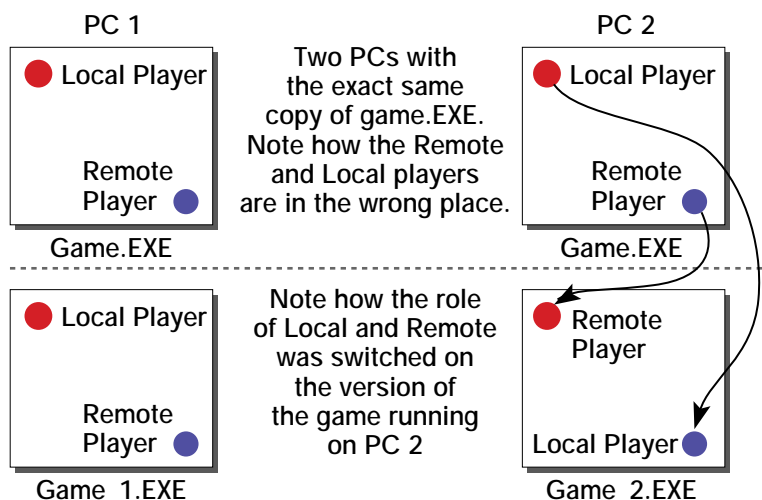 PC 1
Local Player
Remote
Player
Game.EXE
Two PCs with
the exact same
copy of game.EXE.
Note how the Remote
and Local players
are in the wrong place.
PC 2
Local Player
Remote
Player
Game.EXE
Local Player
Remote
Player
Game 1.EXE
Note how the role
of Local and Remote
was switched on
the version of
the game running
on PC 2
Remote
Player
Local Player
Game 2.EXE